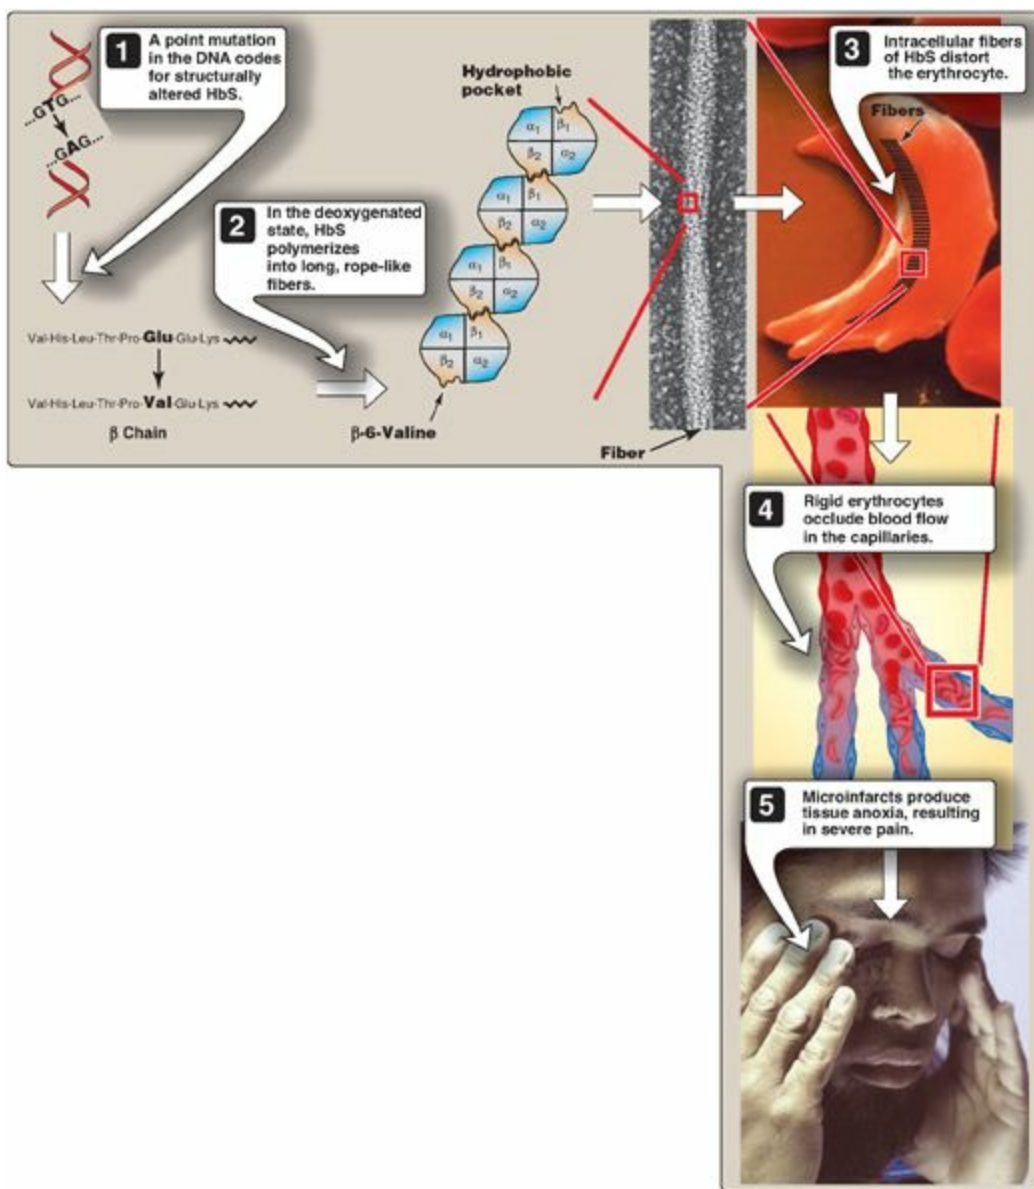 1
A point mutation
in the DNA codes
for structurally
altered HbS.
...GTG...
...GAG...
Val-His-Leu-Thr-Pro-Glu-Glu-Lys
Val-His-Leu-Thr-Pro-Val-Glu-Lys
β Chain
2
In the deoxygenated
state, HbS
polymerizes
into long, rope-like
fibers.
Hydrophobic
pocket
α1 β1
β2 α2
α1 β1
β2 α2
α1 β1
β2 α2
α1 β1
β2 α2
β-6-Valine
Fiber
3
Intracellular fibers
of HbS distort
the erythrocyte.
Fibers
4
Rigid erythrocytes
occlude blood flow
in the capillaries.
5
Microinfarcts produce
tissue anoxia, resulting
in severe pain.